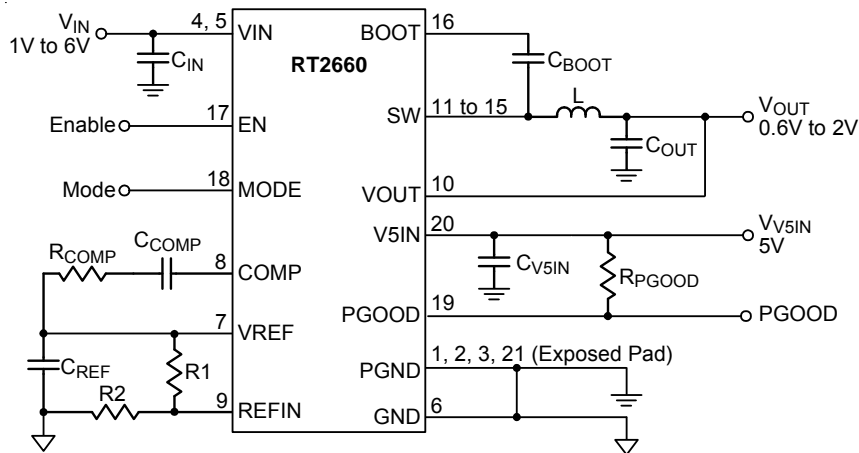 VIN
1V to 6V
4, 5
VIN
CIN
RT2660
BOOT
16
CBOOT
L
SW
11 to 15
VOUT
0.6V to 2V
COUT
Enable
17
EN
Mode
18
MODE
VOUT
10
V5IN
20
VV5IN
5V
CV5IN
RPGOOD
RCOMP
CCOMP
8
COMP
PGOOD
19
PGOOD
7
VREF
CREF
R1
R2
9
REFIN
PGND
1, 2, 3, 21 (Exposed Pad)
GND
6